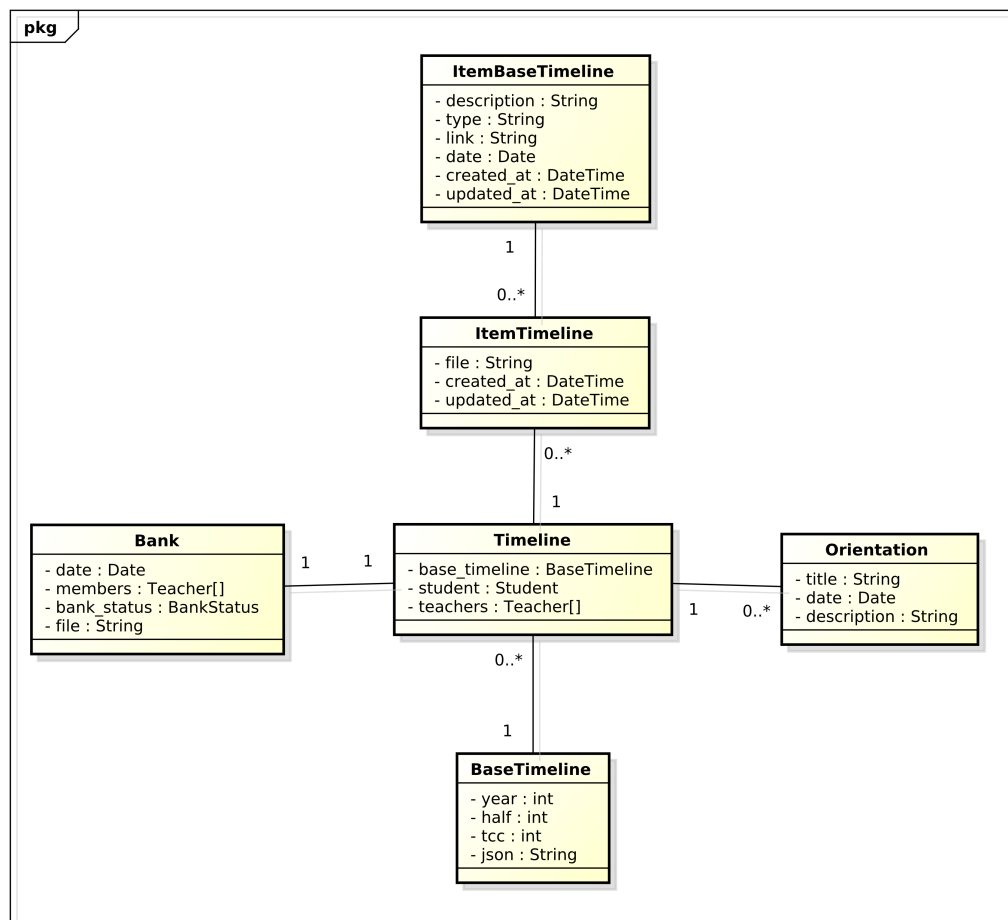 pkg
ItemBaseTimeline
- description : String
- type : String
- link : String
- date : Date
- created_at : DateTime
- updated_at : DateTime
1
0..*
ItemTimeline
- file : String
- created_at : DateTime
- updated_at : DateTime
0..*
1
Bank
- date : Date
- members : Teacher[]
- bank_status : BankStatus
- file : String
1
1
Timeline
- base_timeline : BaseTimeline
- student : Student
- teachers : Teacher[]
1
0..*
Orientation
- title : String
- date : Date
- description : String
0..*
1
BaseTimeline
- year : int
- half : int
- tcc : int
- json : String